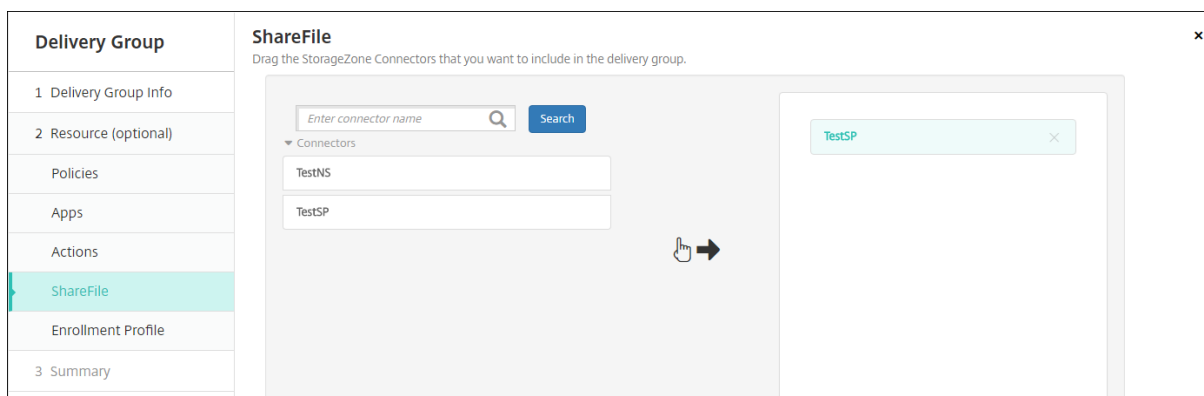 Delivery Group
1 Delivery Group Info
2 Resource (optional)
Policies
Apps
Actions
ShareFile
Enrollment Profile
3 Summary
ShareFile
×
Drag the StorageZone Connectors that you want to include in the delivery group.
Enter connector name
Search
Connectors
TestNS
TestSP
TestSP
×